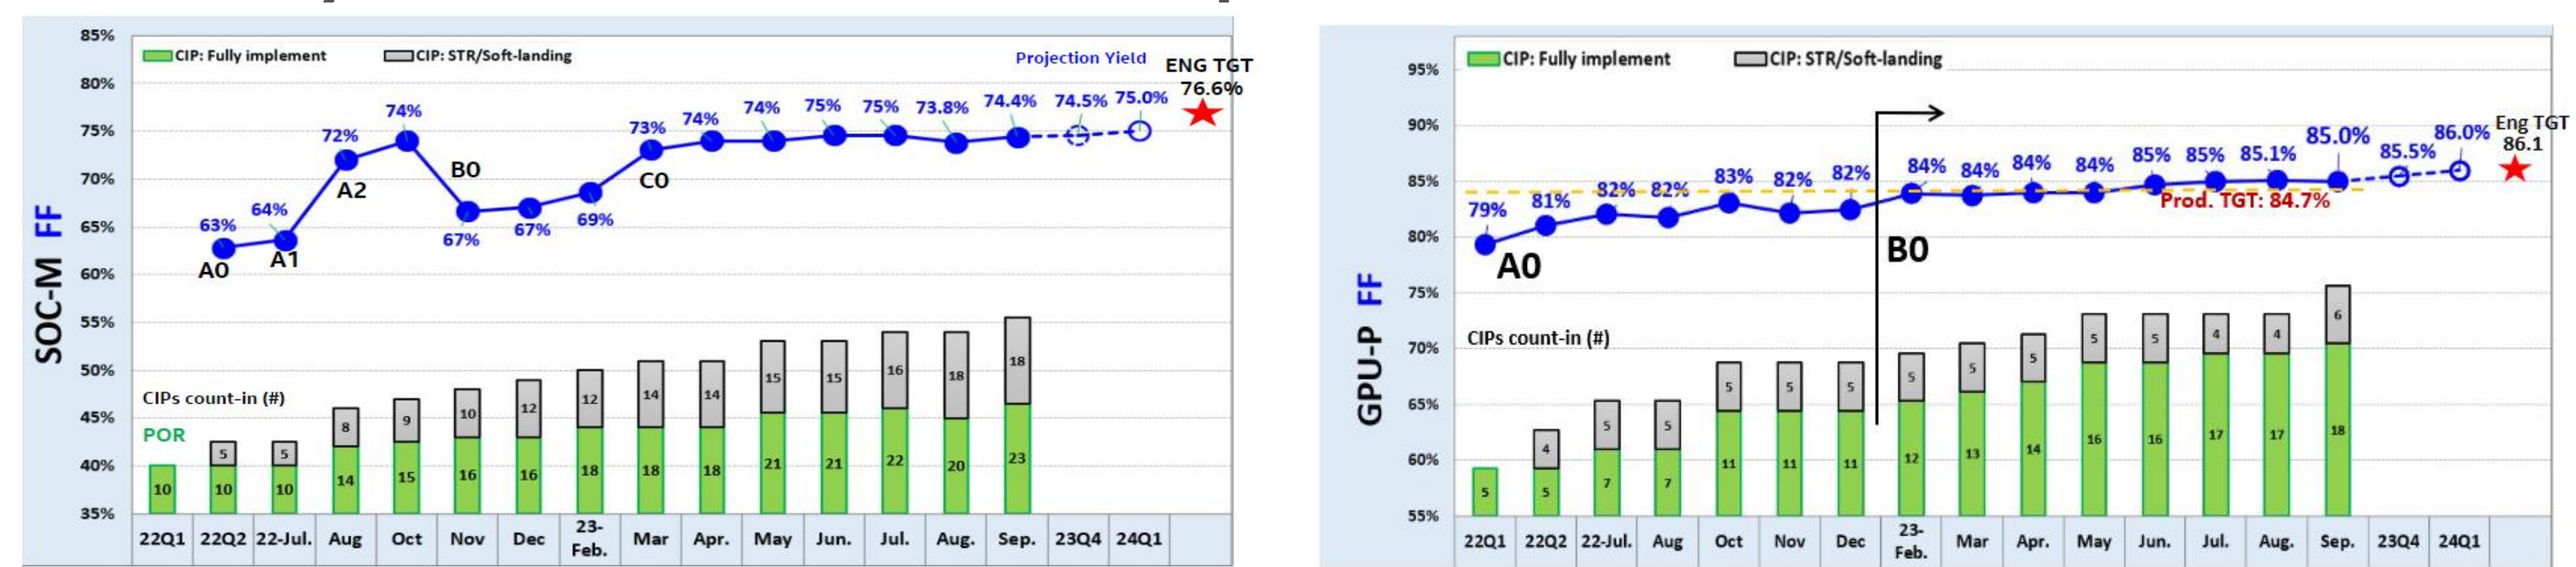 85%
80%
75%
70%
65%
60%
55%
50%
45%
40%
35%
SOC-M FF
CIP: Fully implement
CIP: STR/Soft-landing
Projection Yield
ENG TGT
76.6%
63%
64%
72%
74%
67%
67%
69%
73%
74%
74%
75%
75%
73.8%
74.4%
74.5%
75.0%
A0
A1
A2
B0
C0
CIPs count-in (#)
POR
5
5
8
9
10
12
12
14
14
15
15
16
18
18
10
10
10
14
15
16
16
18
18
18
21
21
22
20
23
22Q1
22Q2
22-Jul.
Aug
Oct
Nov
Dec
23-
Feb.
Mar
Apr.
May
Jun.
Jul.
Aug.
Sep.
23Q4
24Q1
95%
90%
85%
80%
75%
70%
65%
60%
55%
GPU-P FF
CIP: Fully implement
CIP: STR/Soft-landing
Eng TGT
86.1
79%
81%
82%
82%
83%
82%
82%
84%
84%
84%
84%
85%
85%
85.1%
85.0%
85.5%
86.0%
Prod. TGT: 84.7%
A0
B0
CIPs count-in (#)
4
5
5
5
5
5
5
5
5
5
5
4
4
6
5
5
7
7
11
11
11
12
13
14
16
16
17
17
18
22Q1
22Q2
22-Jul.
Aug
Oct
Nov
Dec
23-
Feb.
Mar
Apr.
May
Jun.
Jul.
Aug.
Sep.
23Q4
24Q1